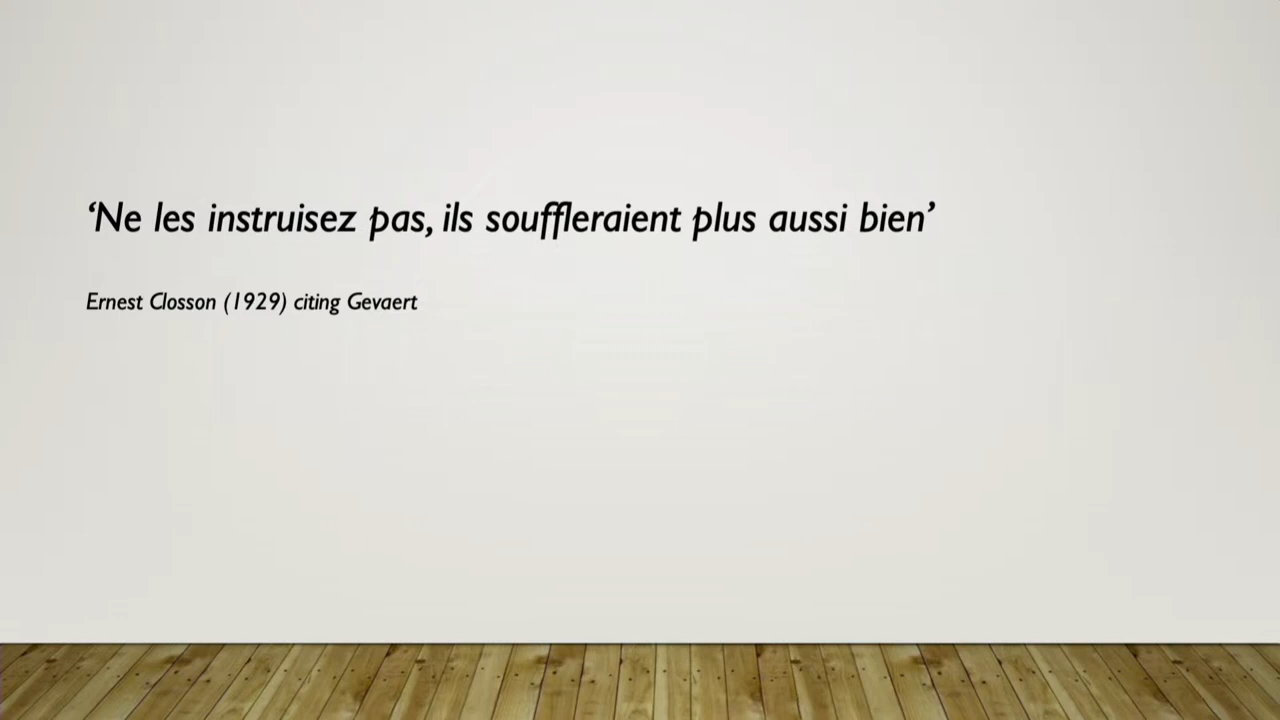 ‘Ne les instruisez pas, ils souffleraient plus aussi bien’
Ernest Closson (1929) citing Gevaert